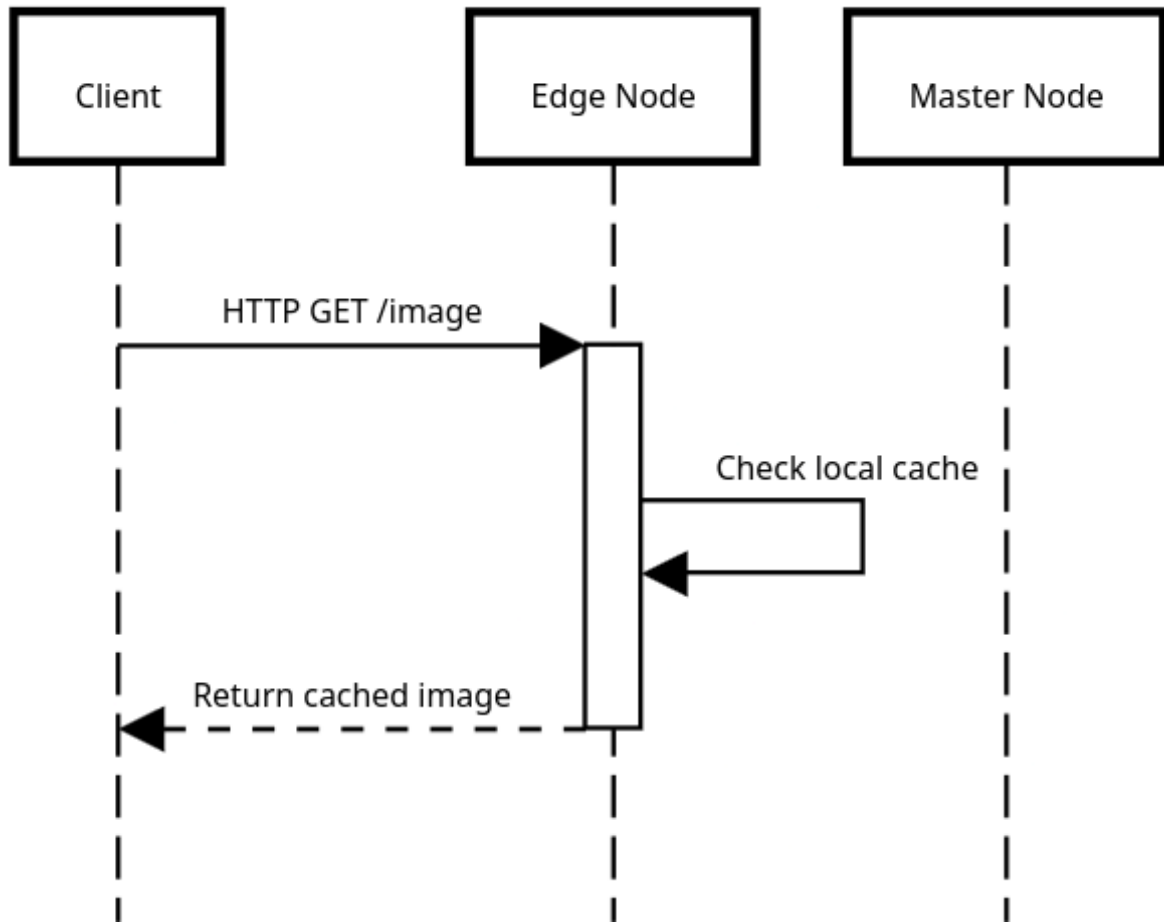 Client
Edge Node
Master Node
HTTP GET /image
Check local cache
Return cached image